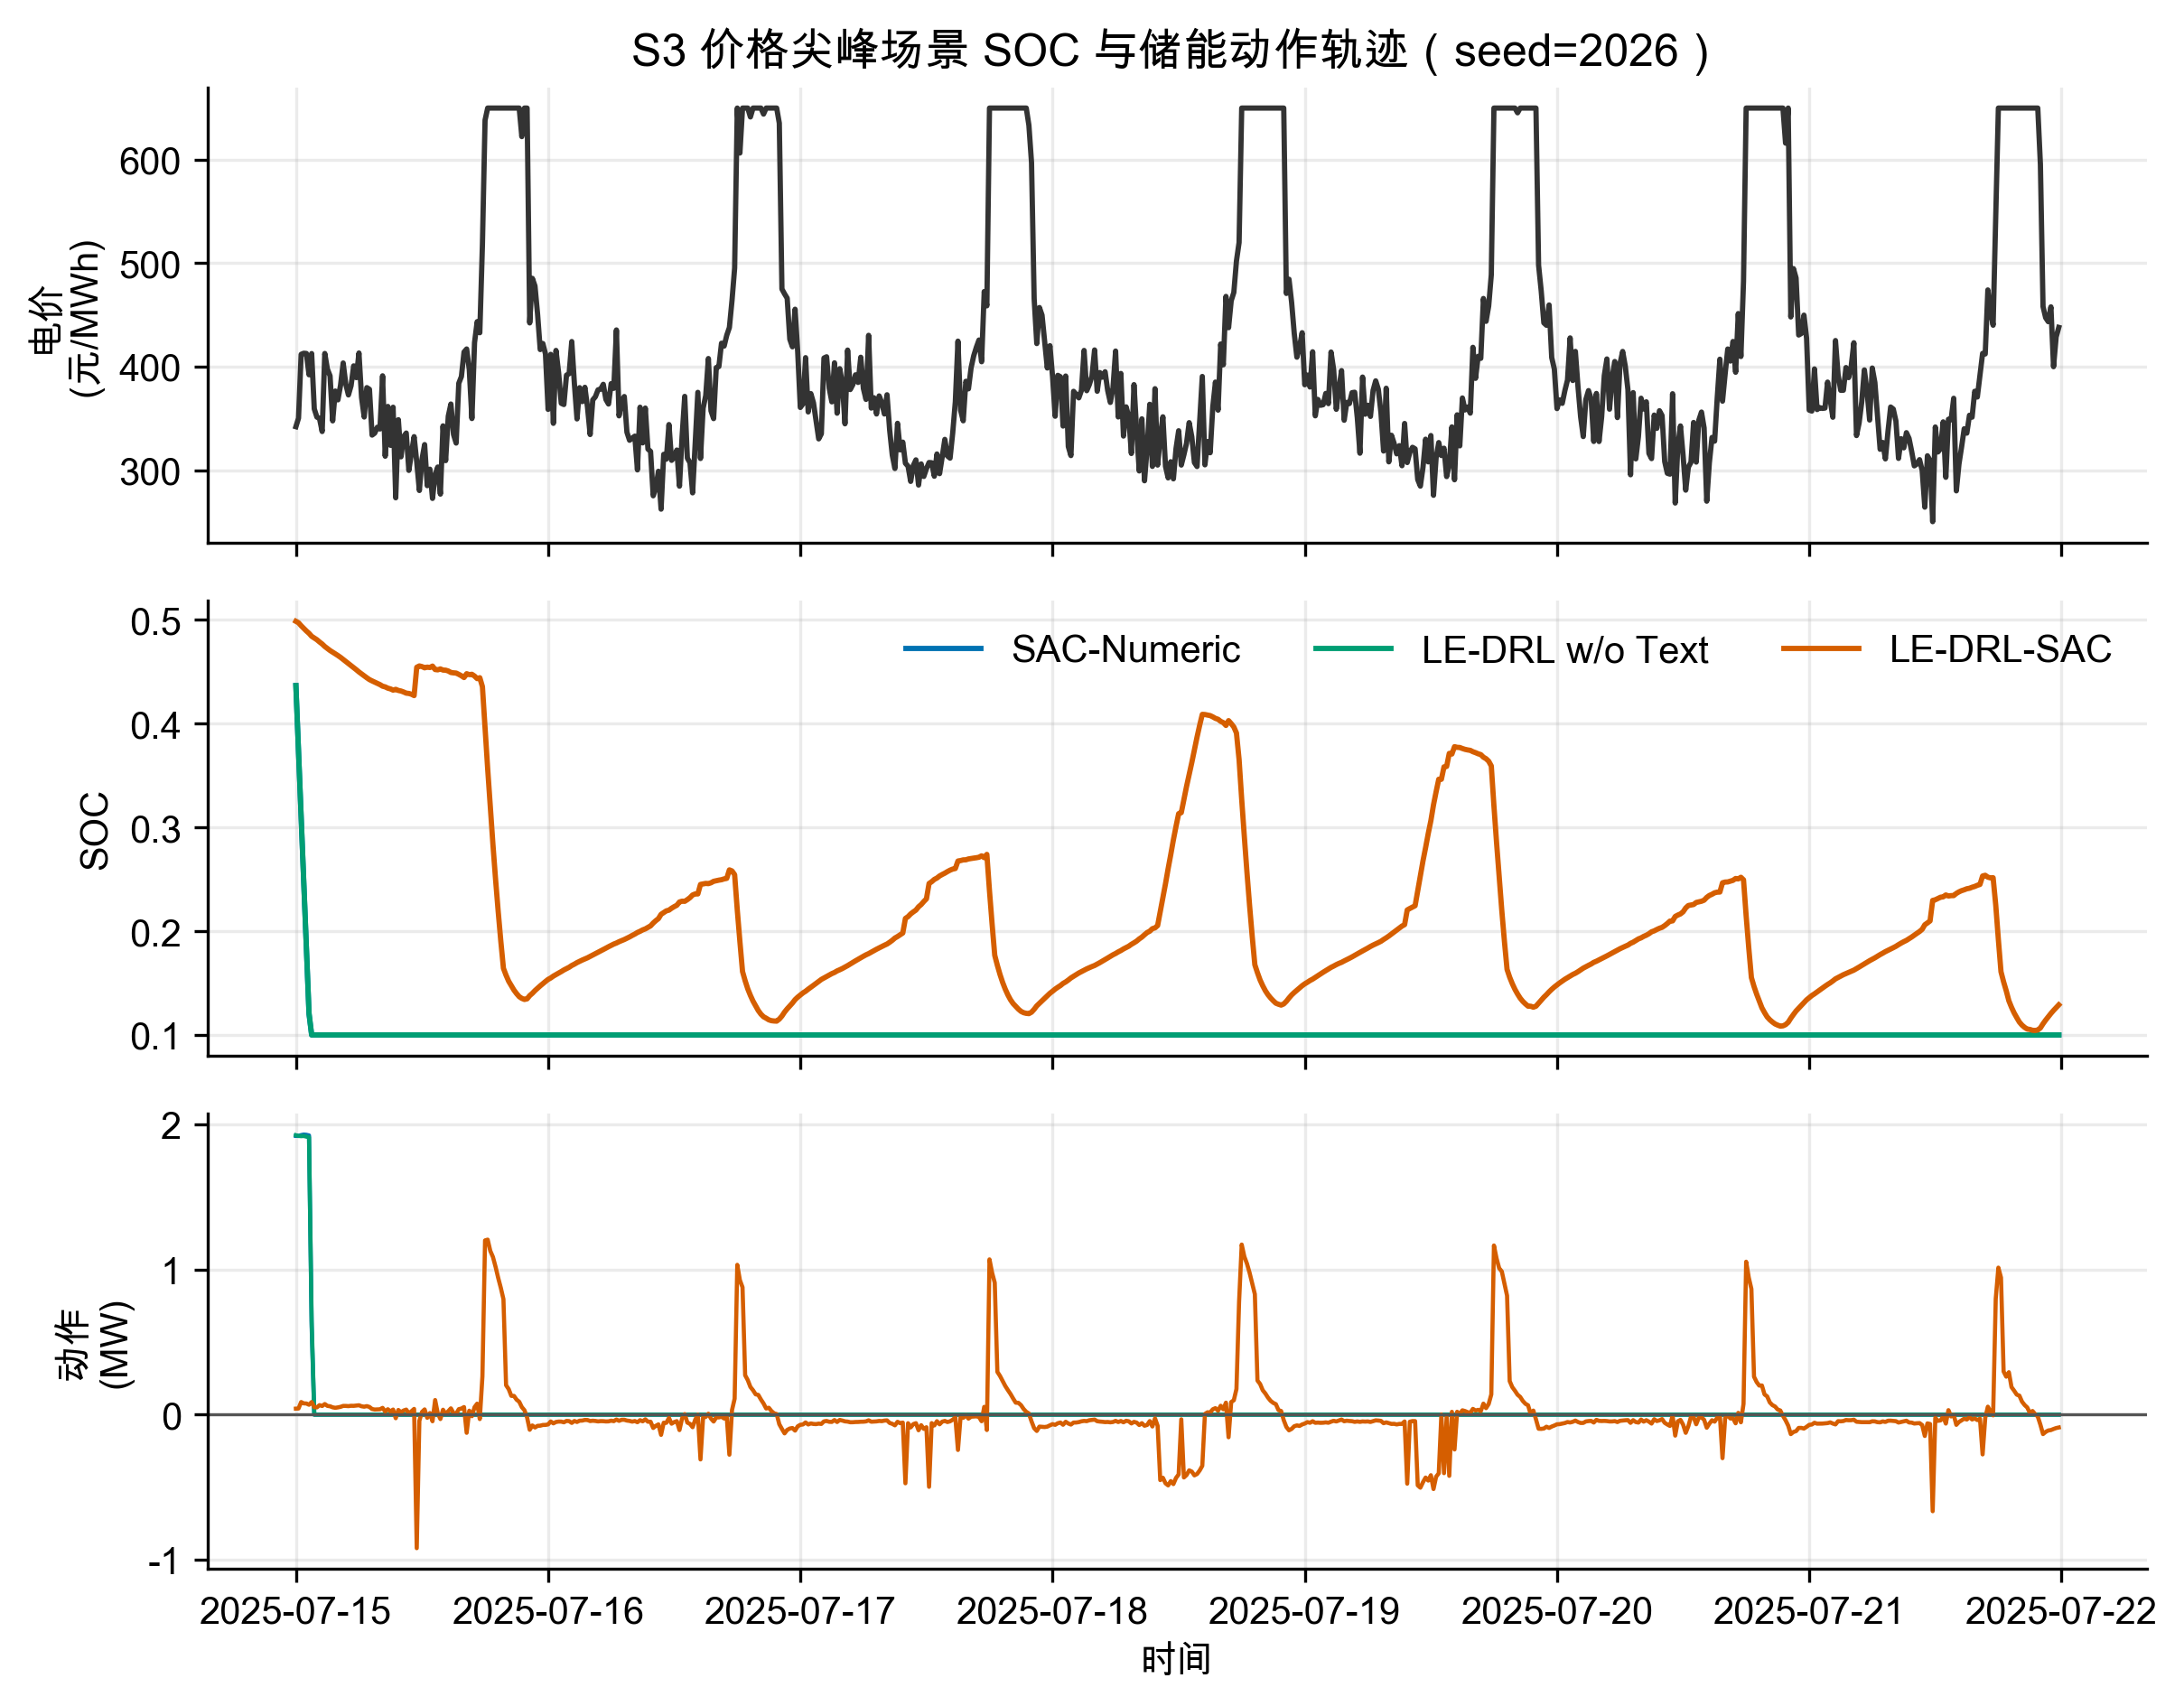 S3 价格尖峰场景 SOC 与储能动作轨迹（seed=2026）
电价
(元/MWh)
600
500
400
300
SOC
0.5
0.4
0.3
0.2
0.1
SAC-Numeric
LE-DRL w/o Text
LE-DRL-SAC
动作
(MW)
2
1
0
-1
2025-07-15
2025-07-16
2025-07-17
2025-07-18
2025-07-19
2025-07-20
2025-07-21
2025-07-22
时间